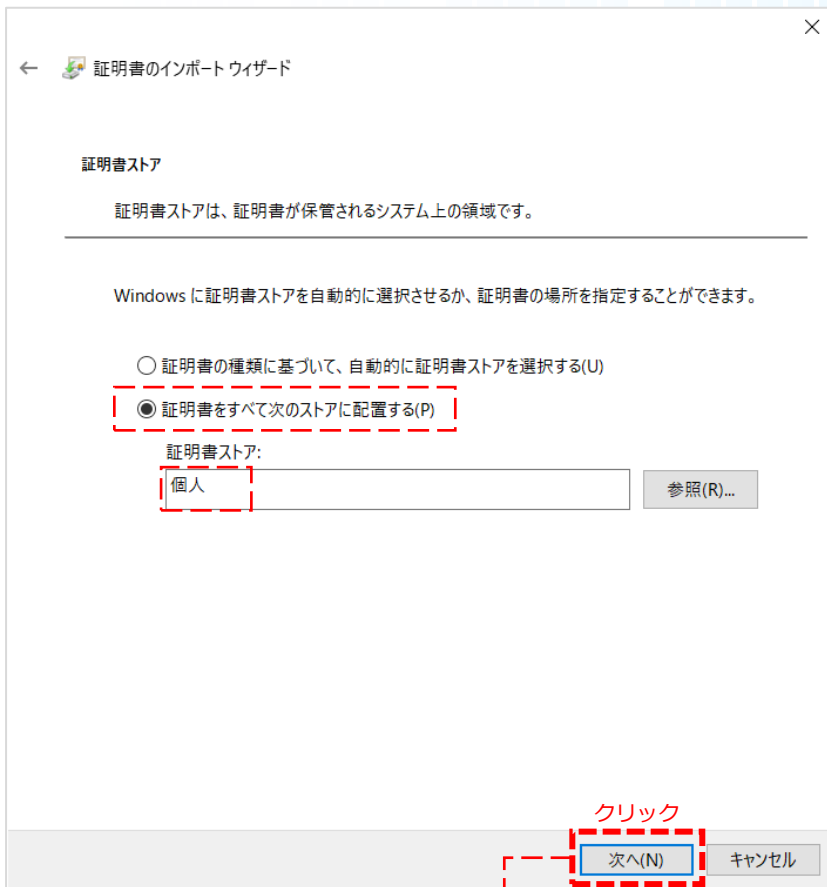 証明書のインポート ウィザード
証明書ストア
証明書ストアは、証明書が保管されるシステム上の領域です。
Windows に証明書ストアを自動的に選択させるか、証明書の場所を指定することができます。
証明書の種類に基づいて、自動的に証明書ストアを選択する(U)
証明書をすべて次のストアに配置する(P)
証明書ストア:
個人
参照(R)...
クリック
次へ(N)
キャンセル